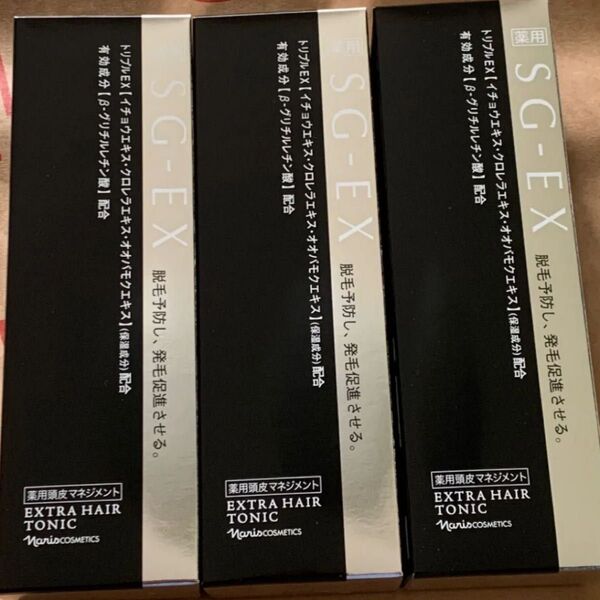 SG-EX
脱毛予防し、発毛促進させる。
トリプルEX【イチョウエキス・クロレラエキス・オオバモクエキス】(保湿成分)配合
有効成分【β-グリチルレチン酸】配合
薬用頭皮マネジメント
EXTRA HAIR
TONIC
naris COSMETICS
薬用
SG-EX
脱毛予防し、発毛促進させる。
トリプルEX【イチョウエキス・クロレラエキス・オオバモクエキス】(保湿成分)配合
有効成分【β-グリチルレチン酸】配合
薬用頭皮マネジメント
EXTRA HAIR
TONIC
naris COSMETICS
薬用
SG-EX
脱毛予防し、発毛促進させる。
トリプルEX【イチョウエキス・クロレラエキス・オオバモクエキス】(保湿成分)配合
有効成分【β-グリチルレチン酸】配合
薬用頭皮マネジメント
EXTRA HAIR
TONIC
naris COSMETICS